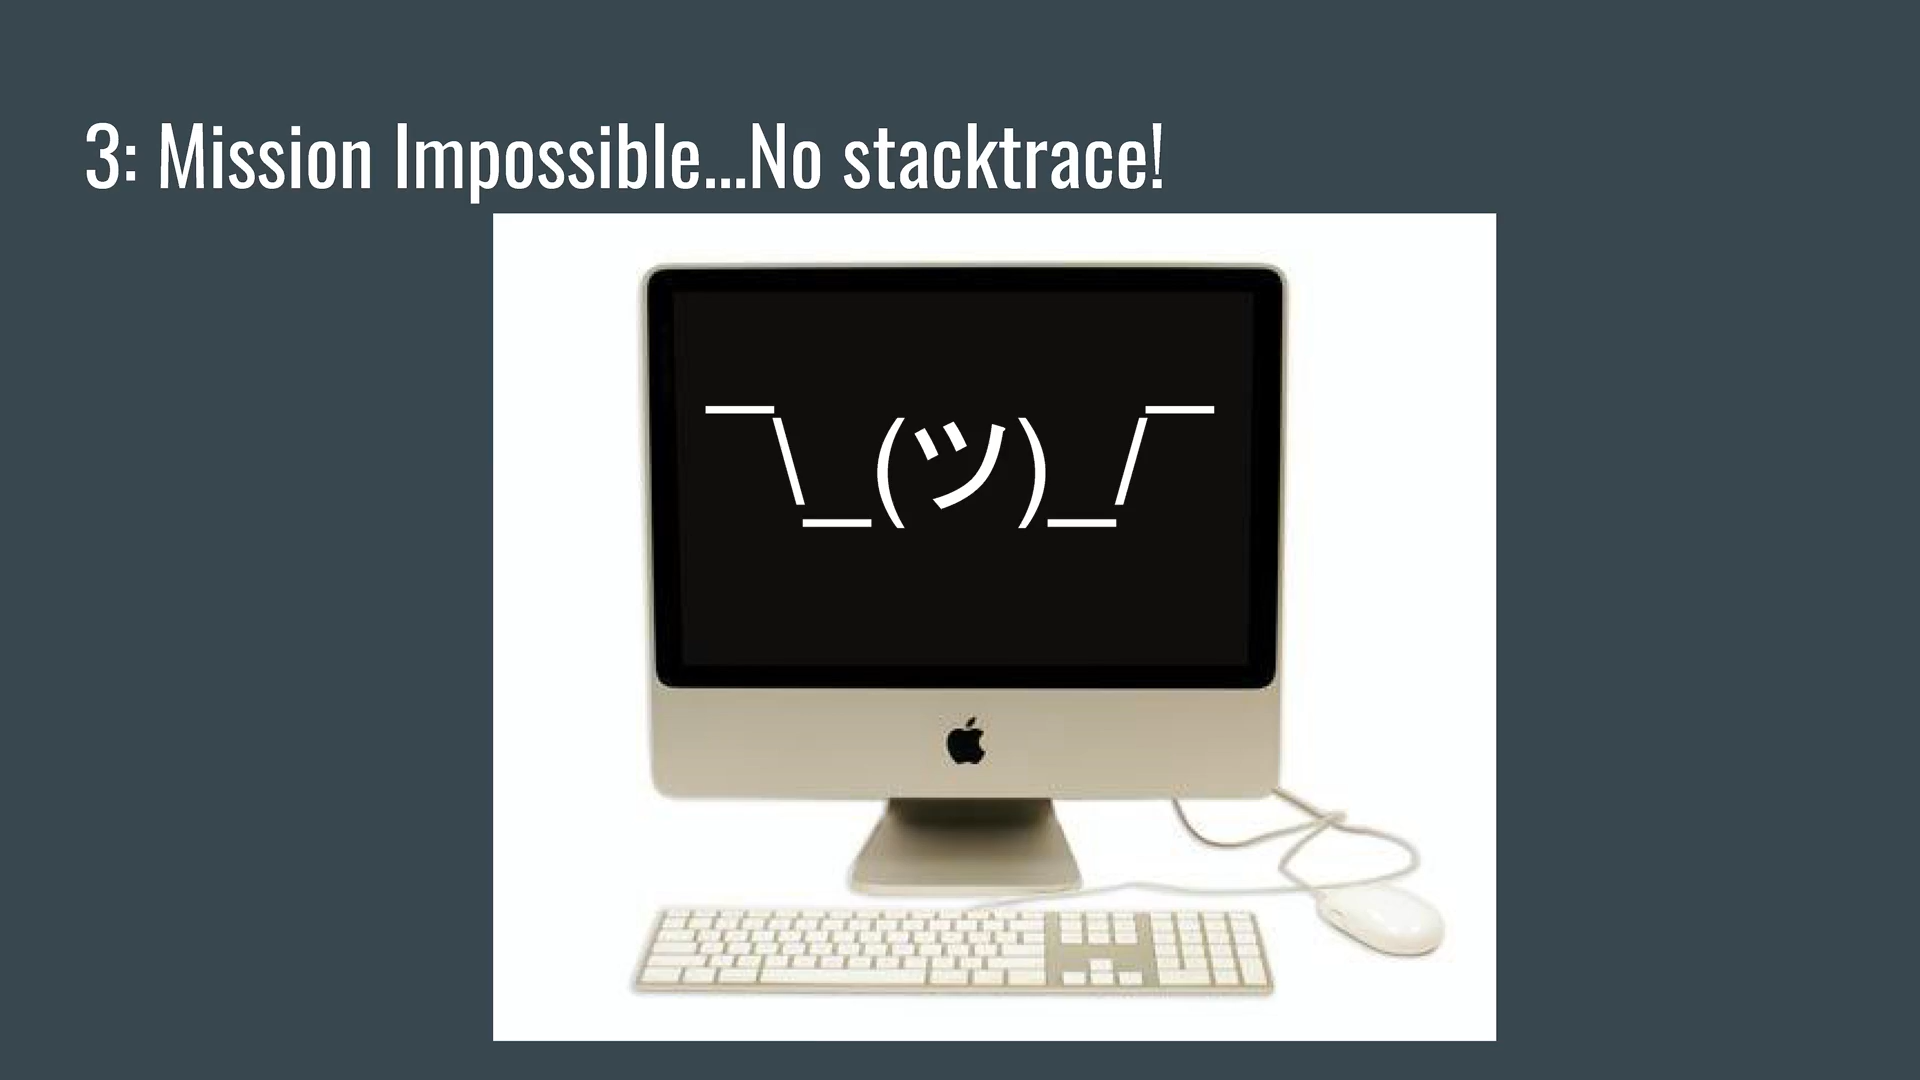 3: Mission Impossible...No stacktrace!
¯\_(ツ)_/¯